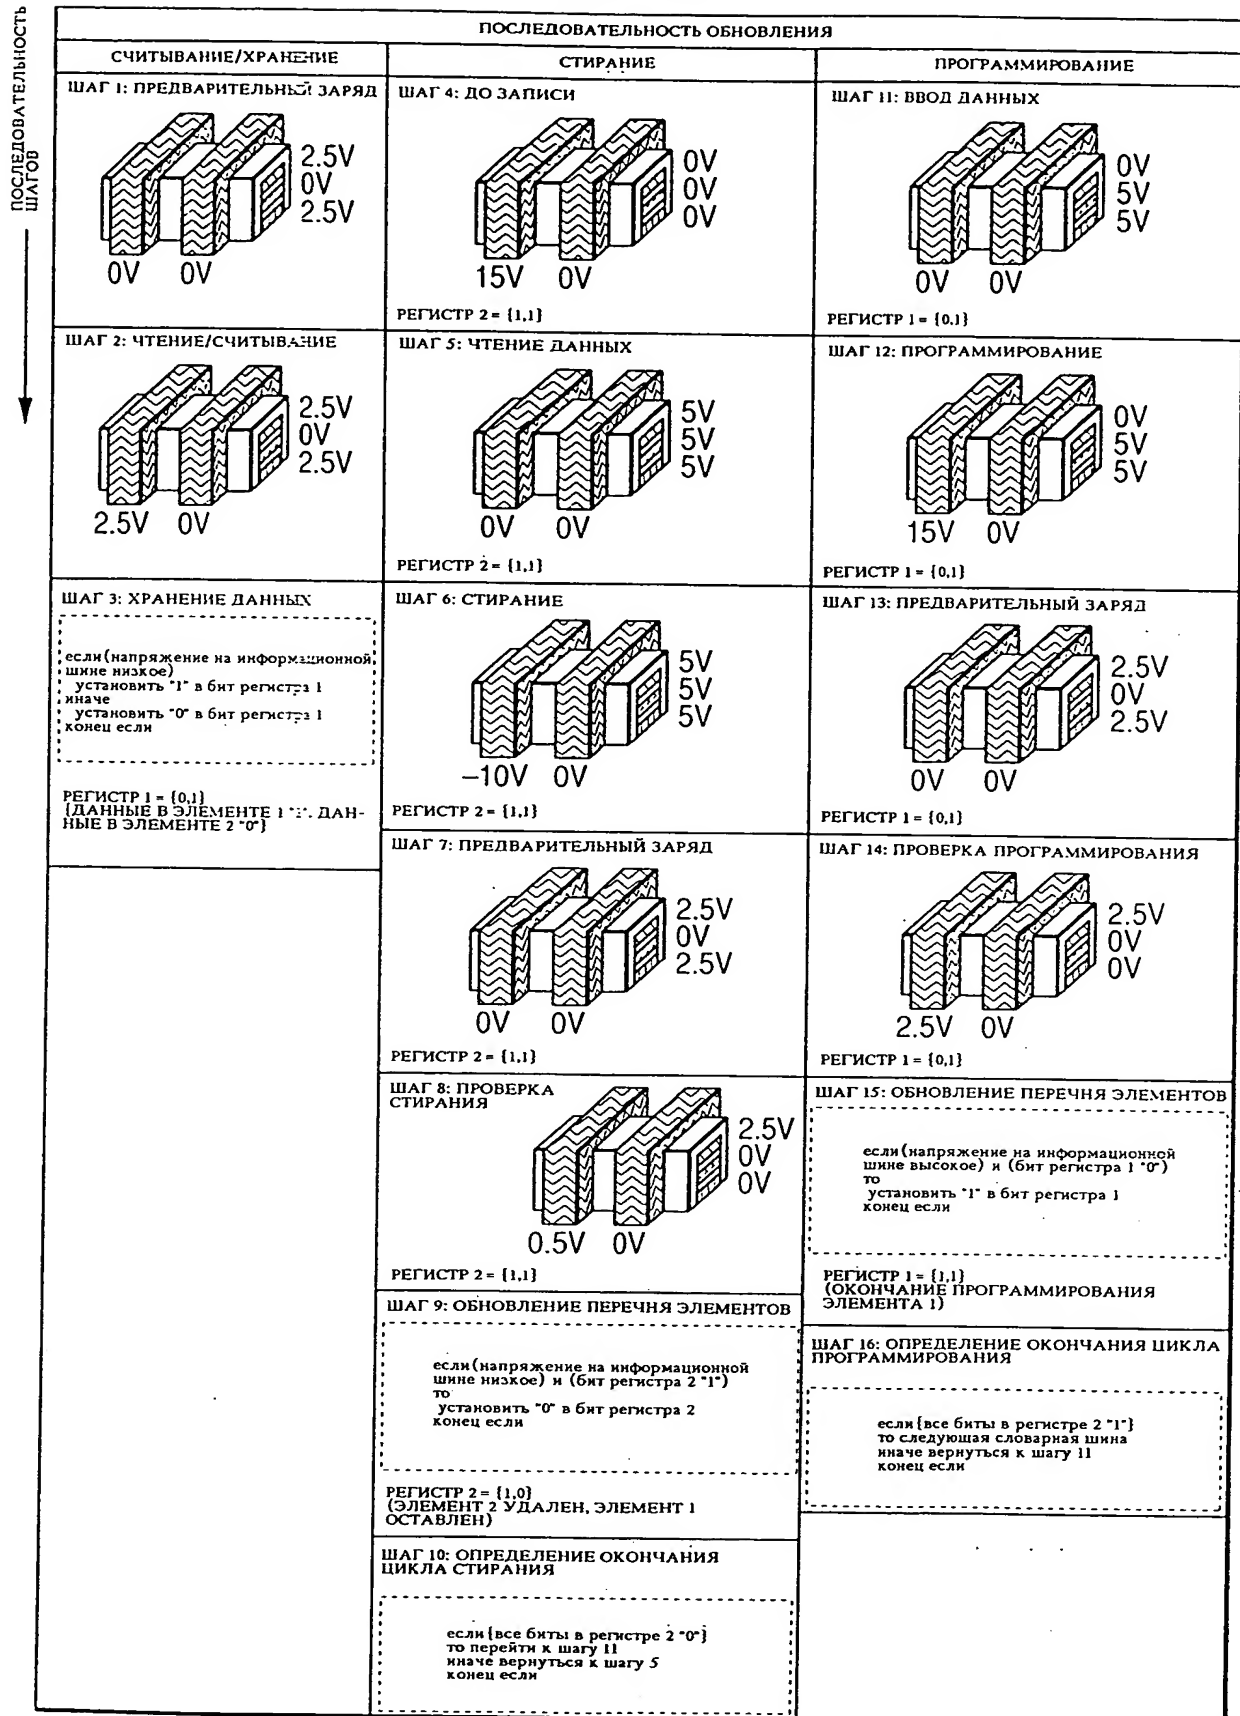 ПОСЛЕДОВАТЕЛЬНОСТЬ
ШАГОВ
ПОСЛЕДОВАТЕЛЬНОСТЬ ОБНОВЛЕНИЯ
СЧИТЫВАНИЕ/ХРАНЕНИЕ
ШАГ 1: ПРЕДВАРИТЕЛЬНЫЙ ЗАРЯД
2.5V
0V
2.5V
0V 0V
ШАГ 2: ЧТЕНИЕ/СЧИТЫВАНИЕ
2.5V
0V
2.5V
2.5V 0V
ШАГ 3: ХРАНЕНИЕ ДАННЫХ
если (напряжение на информационной
шине низкое)
установить "1" в бит регистра 1
иначе
установить "0" в бит регистра 1
конец если
РЕГИСТР 1 = {0,1}
{ДАННЫЕ В ЭЛЕМЕНТЕ 1 ДАН-
НЫЕ В ЭЛЕМЕНТЕ 2 "0"}
СТИРАНИЕ
ШАГ 4: ДО ЗАПИСИ
0V
0V
0V
15V 0V
РЕГИСТР 2 = {1,1}
ШАГ 5: ЧТЕНИЕ ДАННЫХ
5V
5V
5V
0V 0V
РЕГИСТР 2 = {1,1}
ШАГ 6: СТИРАНИЕ
5V
5V
5V
–10V 0V
РЕГИСТР 2 = {1,1}
ШАГ 7: ПРЕДВАРИТЕЛЬНЫЙ ЗАРЯД
2.5V
0V
2.5V
0V 0V
РЕГИСТР 2 = {1,1}
ШАГ 8: ПРОВЕРКА
СТИРАНИЯ
2.5V
0V
0V
0.5V 0V
РЕГИСТР 2 = {1,1}
ШАГ 9: ОБНОВЛЕНИЕ ПЕРЕЧНЯ ЭЛЕМЕНТОВ
если (напряжение на информационной
шине низкое) и (бит регистра 2 "1")
то
установить "0" в бит регистра 2
конец если
РЕГИСТР 2 = {1,0}
(ЭЛЕМЕНТ 2 УДАЛЕН, ЭЛЕМЕНТ 1
ОСТАВЛЕН)
ШАГ 10: ОПРЕДЕЛЕНИЕ ОКОНЧАНИЯ
ЦИКЛА СТИРАНИЯ
если {все биты в регистре 2 "0"}
то перейти к шагу 11
иначе вернуться к шагу 5
конец если
ПРОГРАММИРОВАНИЕ
ШАГ 11: ВВОД ДАННЫХ
0V
5V
5V
0V 0V
РЕГИСТР 1 = {0,1}
ШАГ 12: ПРОГРАММИРОВАНИЕ
0V
5V
5V
15V 0V
РЕГИСТР 1 = {0,1}
ШАГ 13: ПРЕДВАРИТЕЛЬНЫЙ ЗАРЯД
2.5V
0V
2.5V
0V 0V
РЕГИСТР 1 = {0,1}
ШАГ 14: ПРОВЕРКА ПРОГРАММИРОВАНИЯ
2.5V
0V
0V
2.5V 0V
РЕГИСТР 1 = {0,1}
ШАГ 15: ОБНОВЛЕНИЕ ПЕРЕЧНЯ ЭЛЕМЕНТОВ
если (напряжение на информационной
шине высокое) и (бит регистра 1 "0")
то
установить "1" в бит регистра 1
конец если
РЕГИСТР 1 = {1,1}
(ОКОНЧАНИЕ ПРОГРАММИРОВАНИЯ
ЭЛЕМЕНТА 1)
ШАГ 16: ОПРЕДЕЛЕНИЕ ОКОНЧАНИЯ ЦИКЛА
ПРОГРАММИРОВАНИЯ
если {все биты в регистре 2 "1"}
то следующая словарная шина
иначе вернуться к шагу 11
конец если